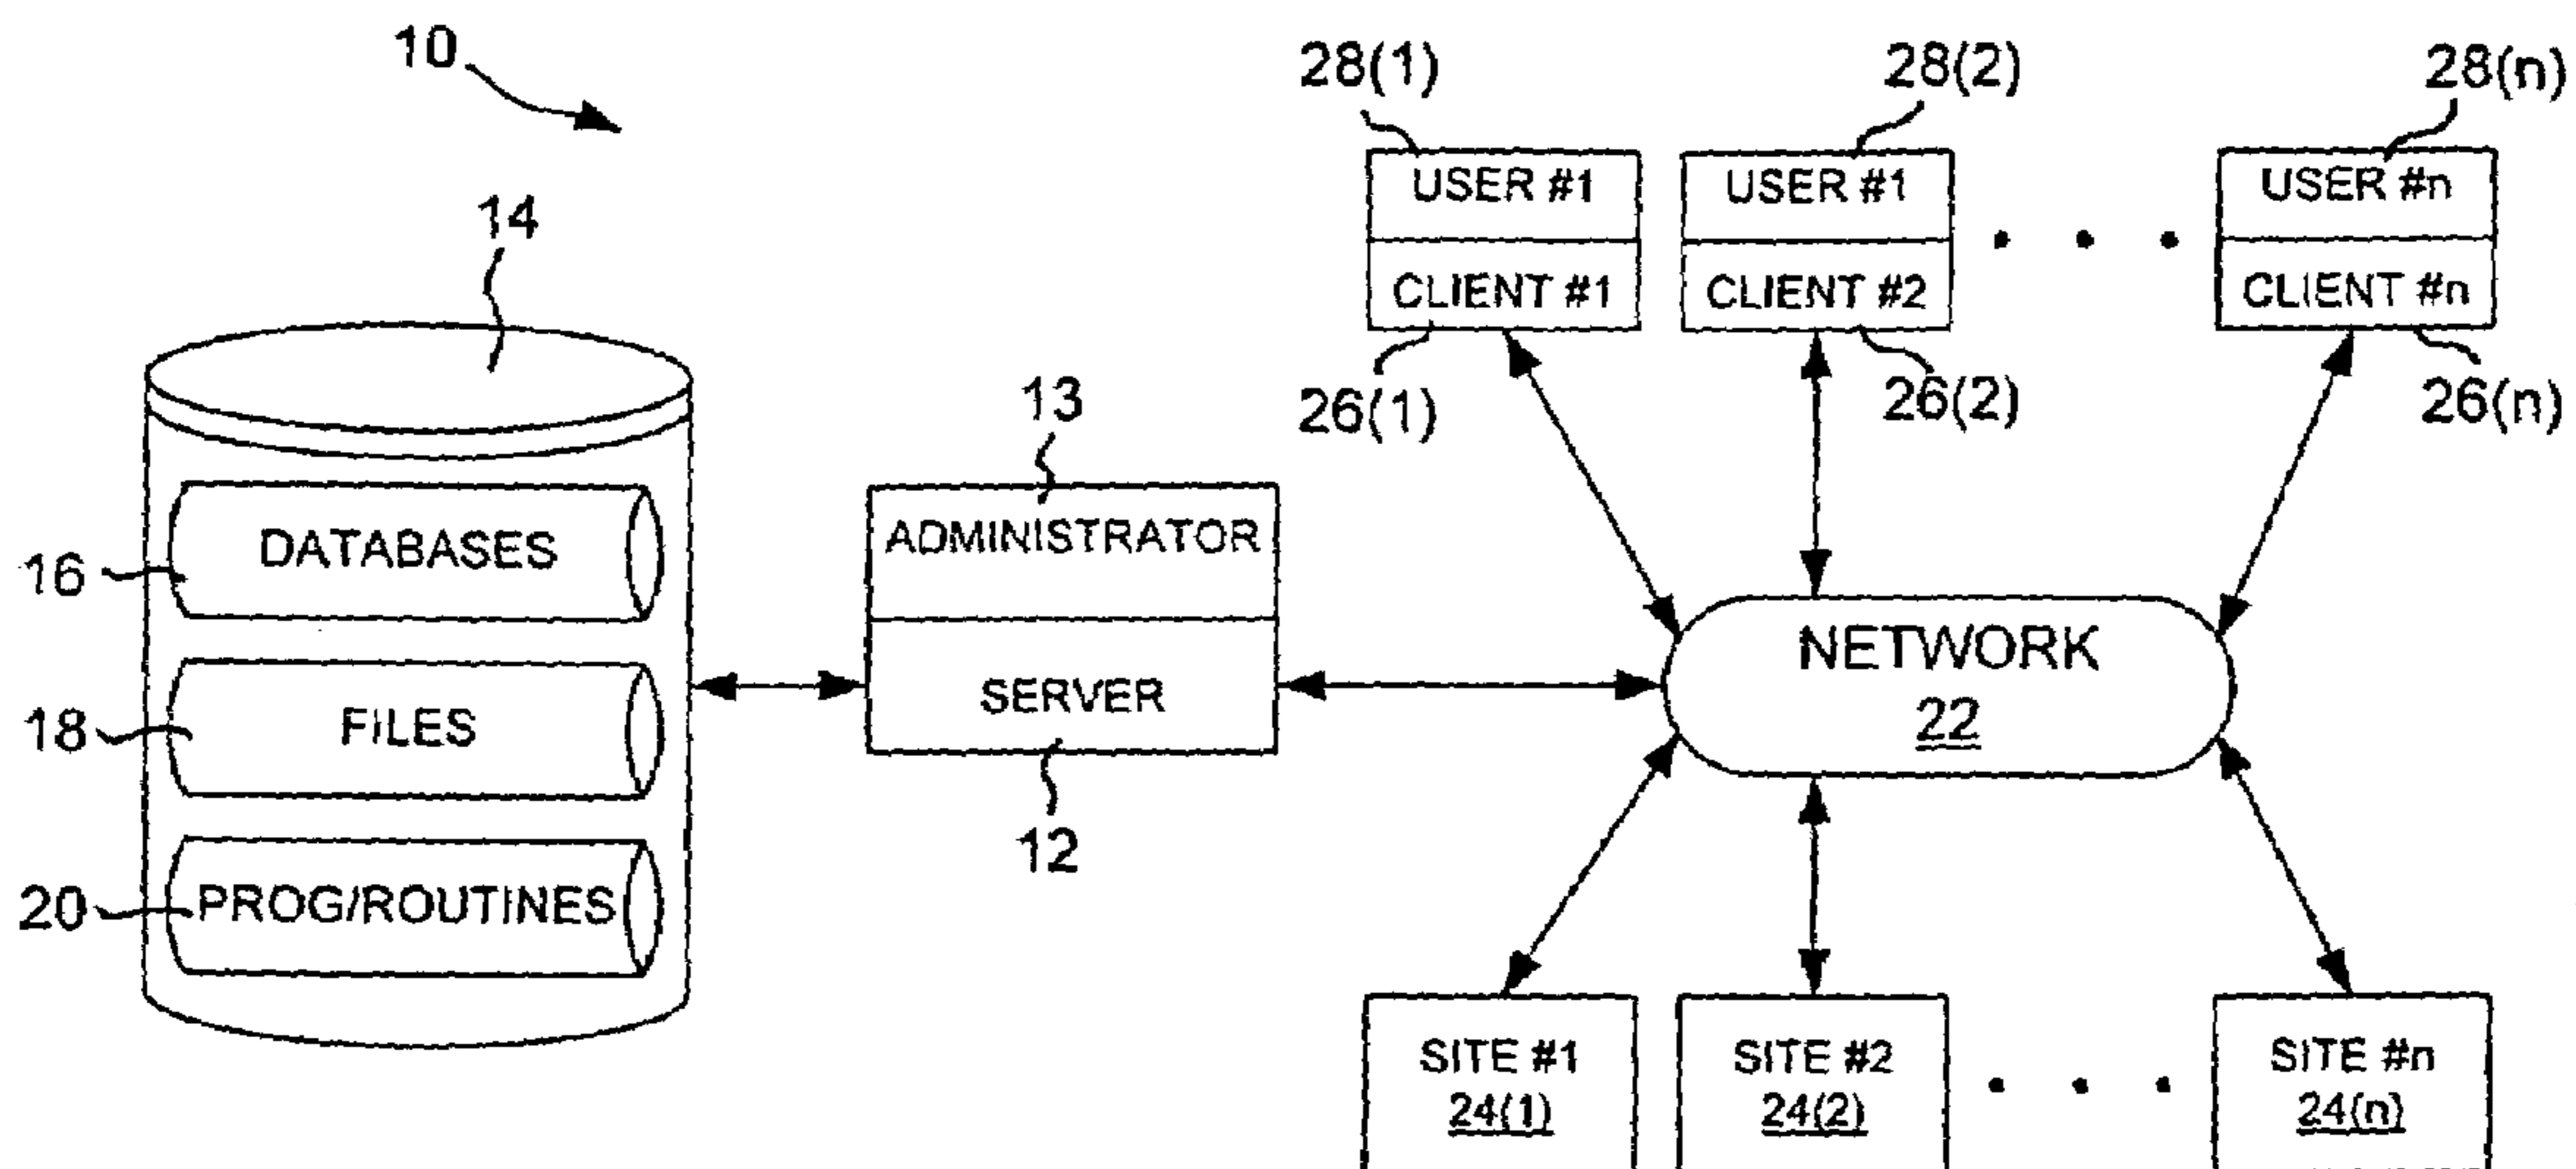 10
28(1)
28(2)
28(n)
USER #1
USER #1
USER #n
CLIENT #1
CLIENT #2
CLIENT #n
26(1)
26(2)
26(n)
14
13
DATABASES
16
ADMINISTRATOR
FILES
18
SERVER
12
PROG/ROUTINES
20
NETWORK
22
SITE #1
24(1)
SITE #2
24(2)
SITE #n
24(n)